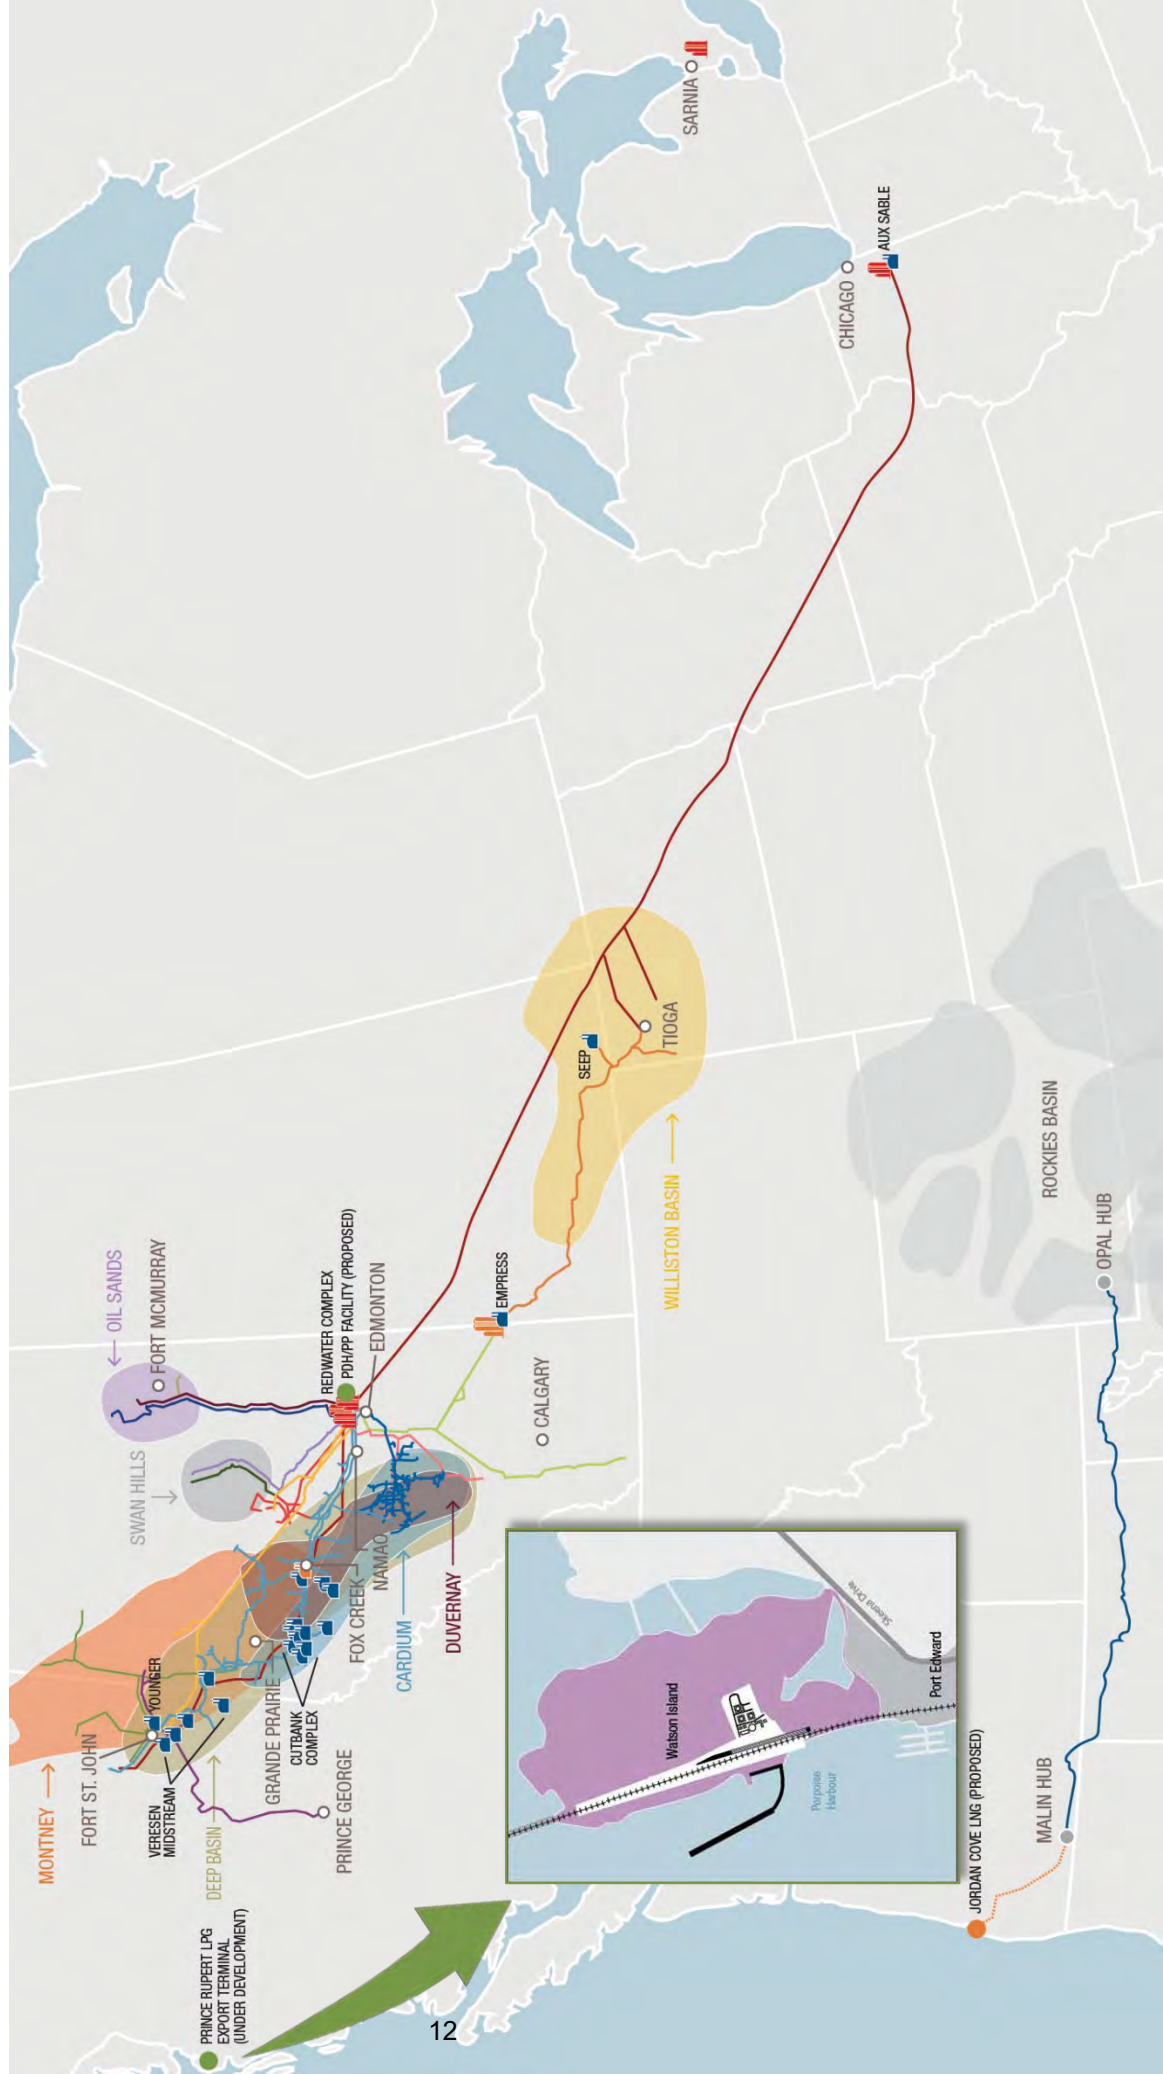 PRINCE RUPERT LPG
EXPORT TERMINAL
(UNDER DEVELOPMENT)
MONTNEY
FORT ST. JOHN
YOUNGER
VERESEN
MIDSTREAM
DEEP BASIN
GRANDE PRAIRIE
CUTBANK
COMPLEX
PRINCE GEORGE
SWAN HILLS
OIL SANDS
FORT MCMURRAY
REDWATER COMPLEX
PDH/PP FACILITY (PROPOSED)
EDMONTON
FOX CREEK
NAMAO
CARDIUM
DUVERNAY
CALGARY
EMPRESS
SEEP
TIOGA
WILLISTON BASIN
SARNIA
CHICAGO
AUX SABLE
ROCKIES BASIN
OPAL HUB
MALIN HUB
JORDAN COVE LNG (PROPOSED)
Watson Island
Skeena Drive
Port Edward
Porpoise
Harbour
12